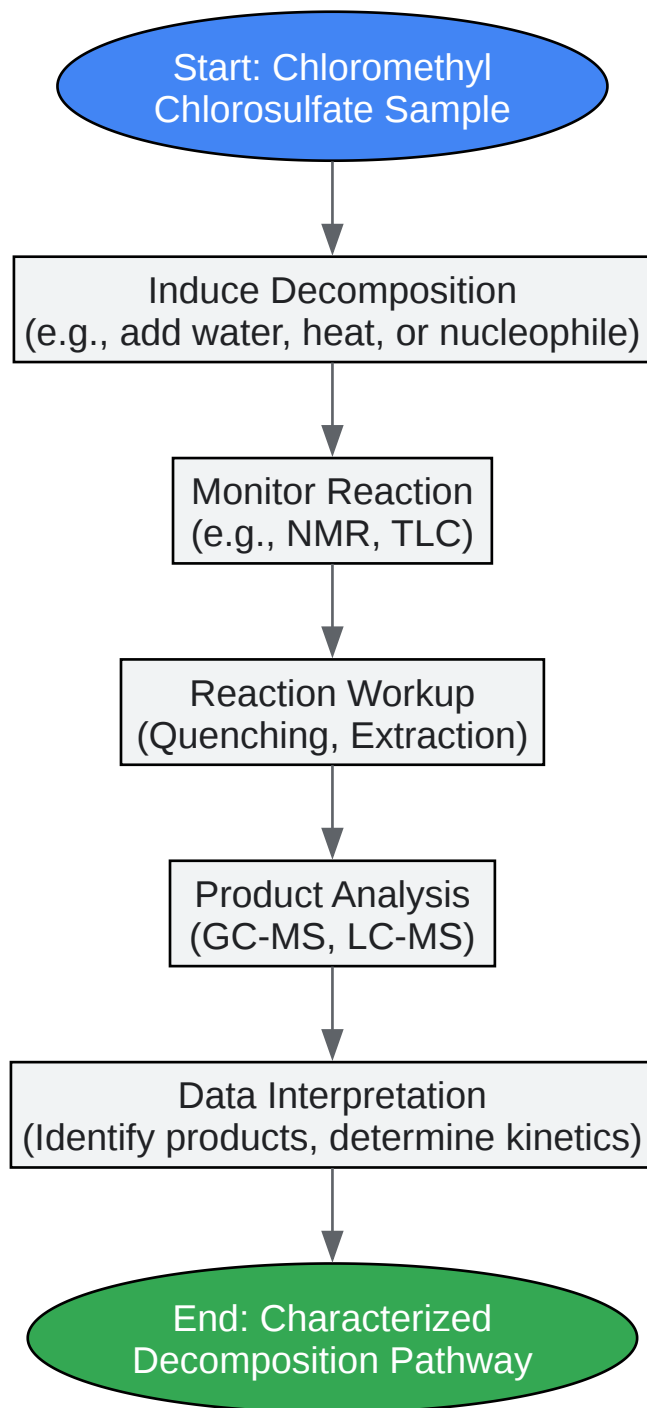 Start: Chloromethyl
Chlorosulfate Sample
Induce Decomposition
(e.g., add water, heat, or nucleophile)
Monitor Reaction
(e.g., NMR, TLC)
Reaction Workup
(Quenching, Extraction)
Product Analysis
(GC-MS, LC-MS)
Data Interpretation
(Identify products, determine kinetics)
End: Characterized
Decomposition Pathway